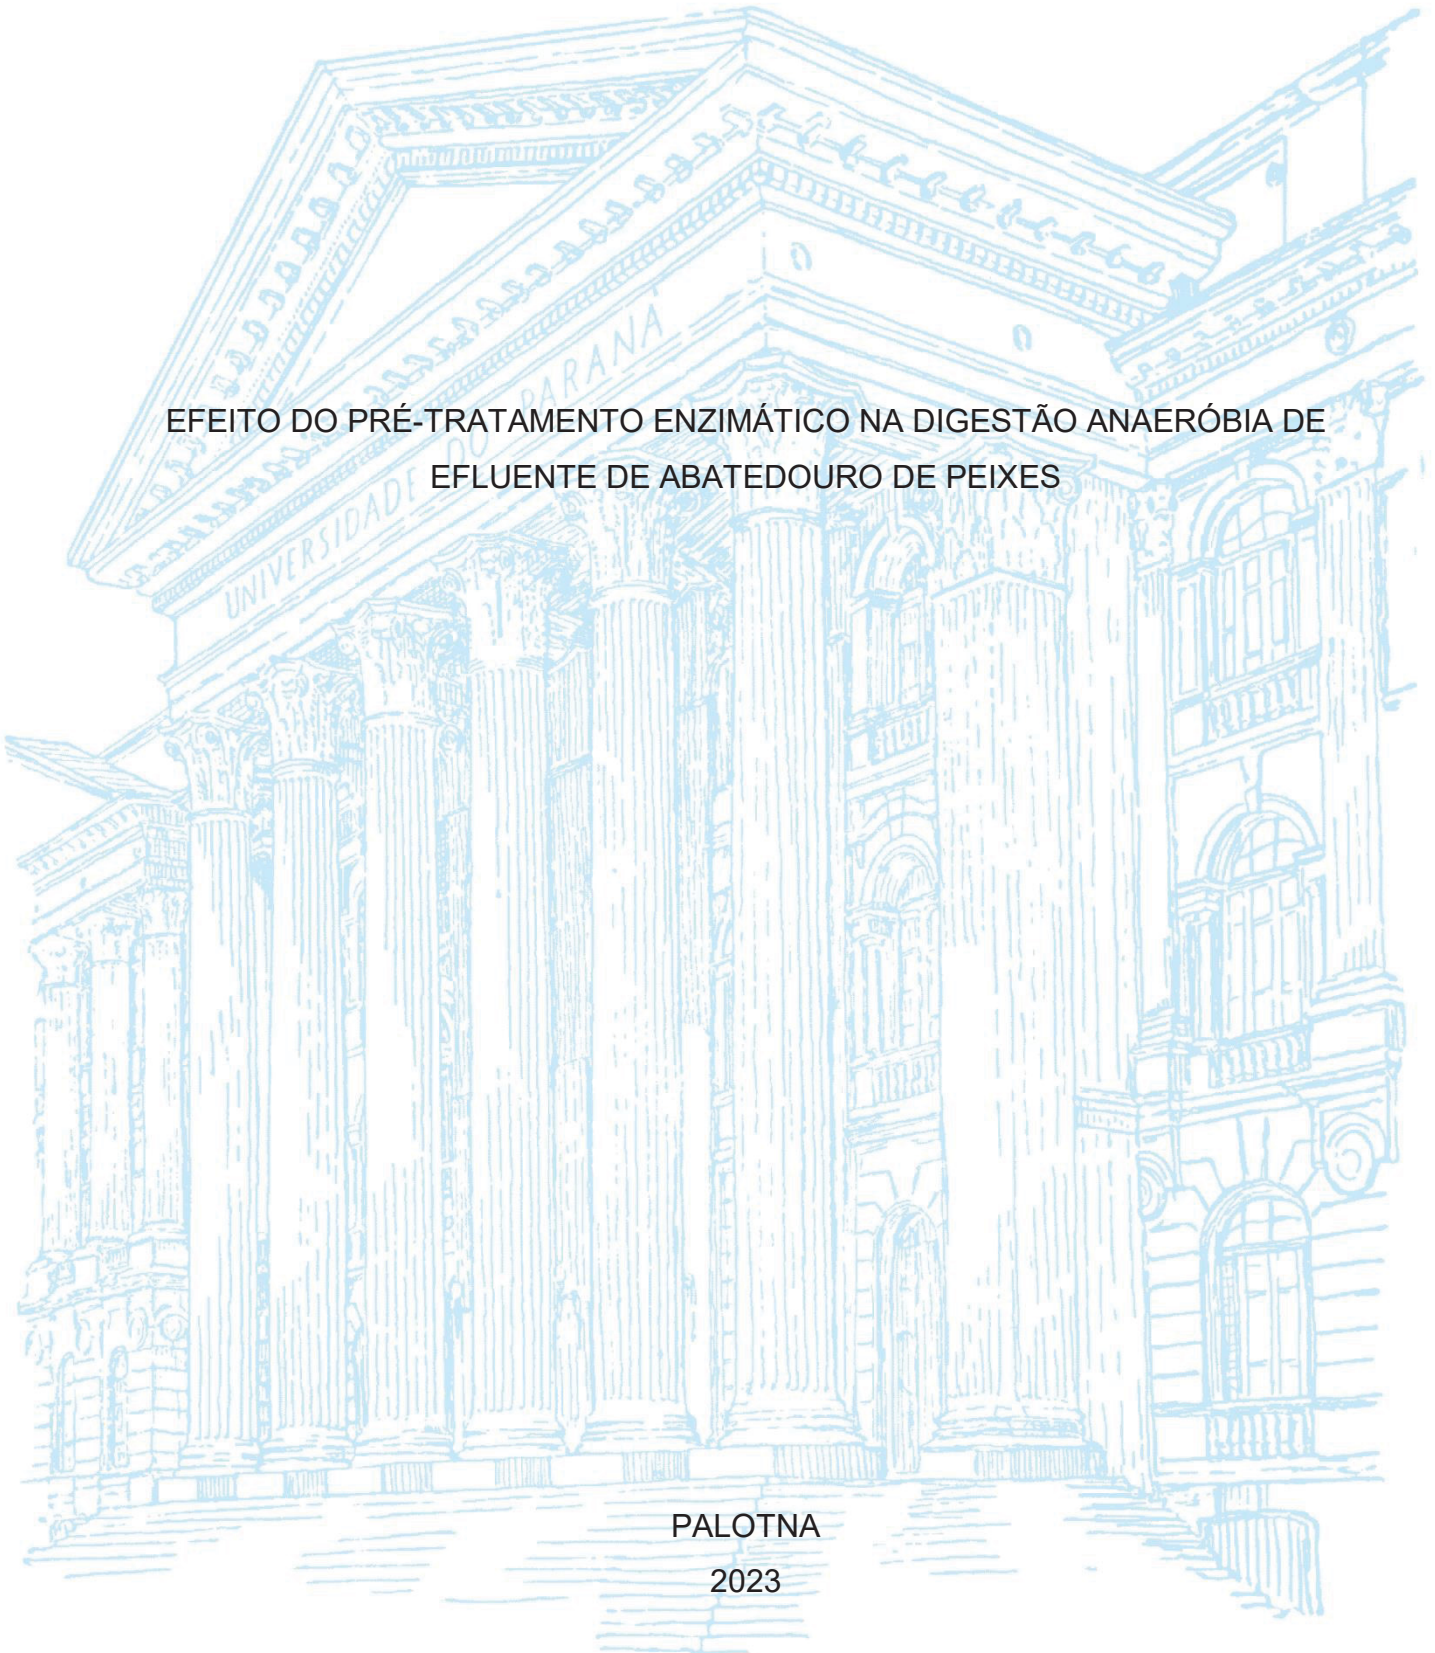 UNIVERSIDADE DO PARANÁ
EFEITO DO PRÉ-TRATAMENTO ENZIMÁTICO NA DIGESTÃO ANAERÓBIA DE
EFLUENTE DE ABATEDOURO DE PEIXES
PALOTNA
2023